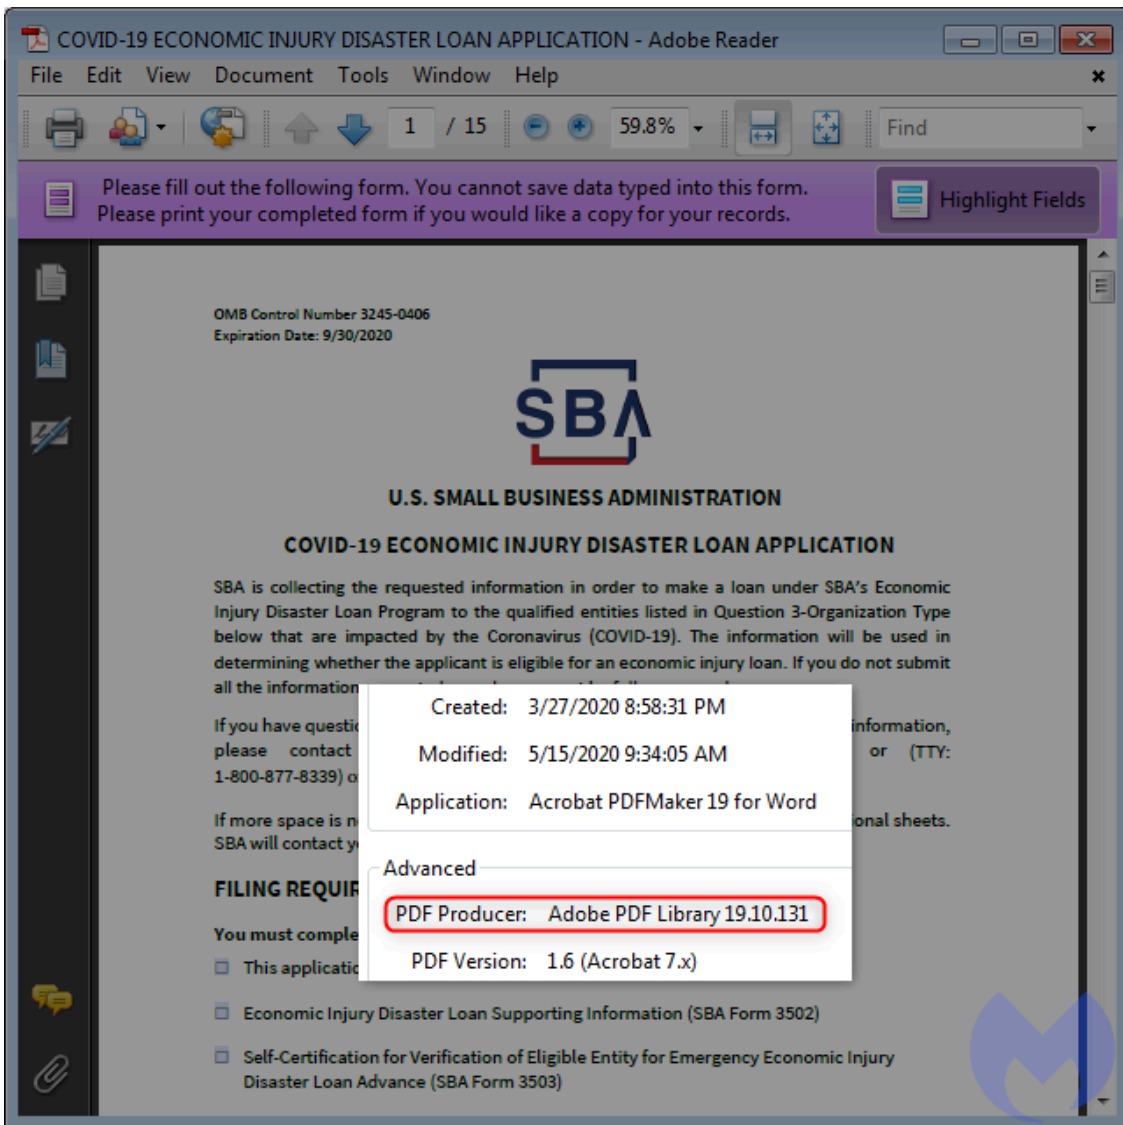 COVID-19 ECONOMIC INJURY DISASTER LOAN APPLICATION - Adobe Reader
File Edit View Document Tools Window Help
1 / 15 59.8% Find
Please fill out the following form. You cannot save data typed into this form.
Please print your completed form if you would like a copy for your records.
Highlight Fields
OMB Control Number 3245-0406
Expiration Date: 9/30/2020
SBA
U.S. SMALL BUSINESS ADMINISTRATION
COVID-19 ECONOMIC INJURY DISASTER LOAN APPLICATION
SBA is collecting the requested information in order to make a loan under SBA's Economic
Injury Disaster Loan Program to the qualified entities listed in Question 3-Organization Type
below that are impacted by the Coronavirus (COVID-19). The information will be used in
determining whether the applicant is eligible for an economic injury loan. If you do not submit
all the information
If you have information,
please contact or (TTY:
1-800-877-8339)
If more space is sheets.
SBA will contact
FILING
You must
This
Created: 3/27/2020 8:58:31 PM
Modified: 5/15/2020 9:34:05 AM
Application: Acrobat PDFMaker 19 for Word
Advanced
PDF Producer: Adobe PDF Library 19.10.131
PDF Version: 1.6 (Acrobat 7.x)
Economic Injury Disaster Loan Supporting Information (SBA Form 3502)
Self-Certification for Verification of Eligible Entity for Emergency Economic Injury
Disaster Loan Advance (SBA Form 3503)